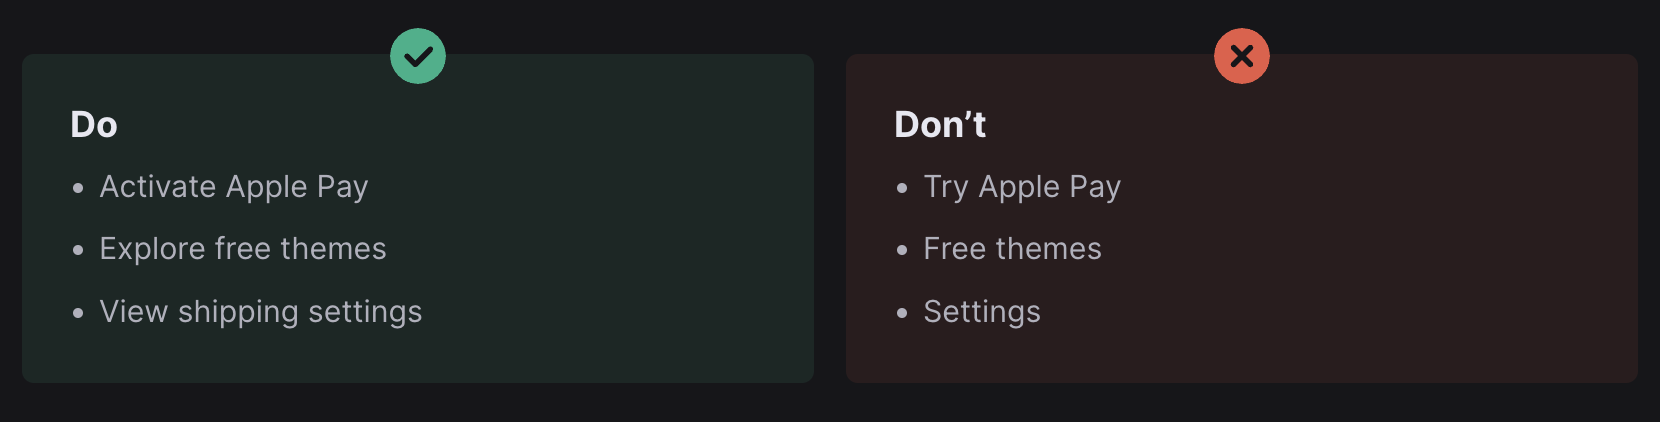 Do
• Activate Apple Pay
• Explore free themes
• View shipping settings
Don’t
• Try Apple Pay
• Free themes
• Settings